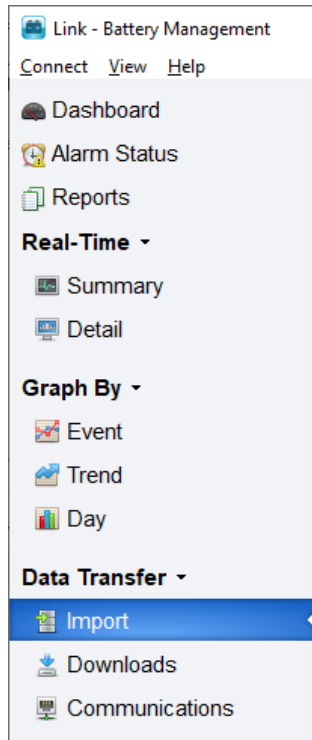 Link - Battery Management
Connect View Help
Dashboard
Alarm Status
Reports
Real-Time
Summary
Detail
Graph By
Event
Trend
Day
Data Transfer
Import
Downloads
Communications